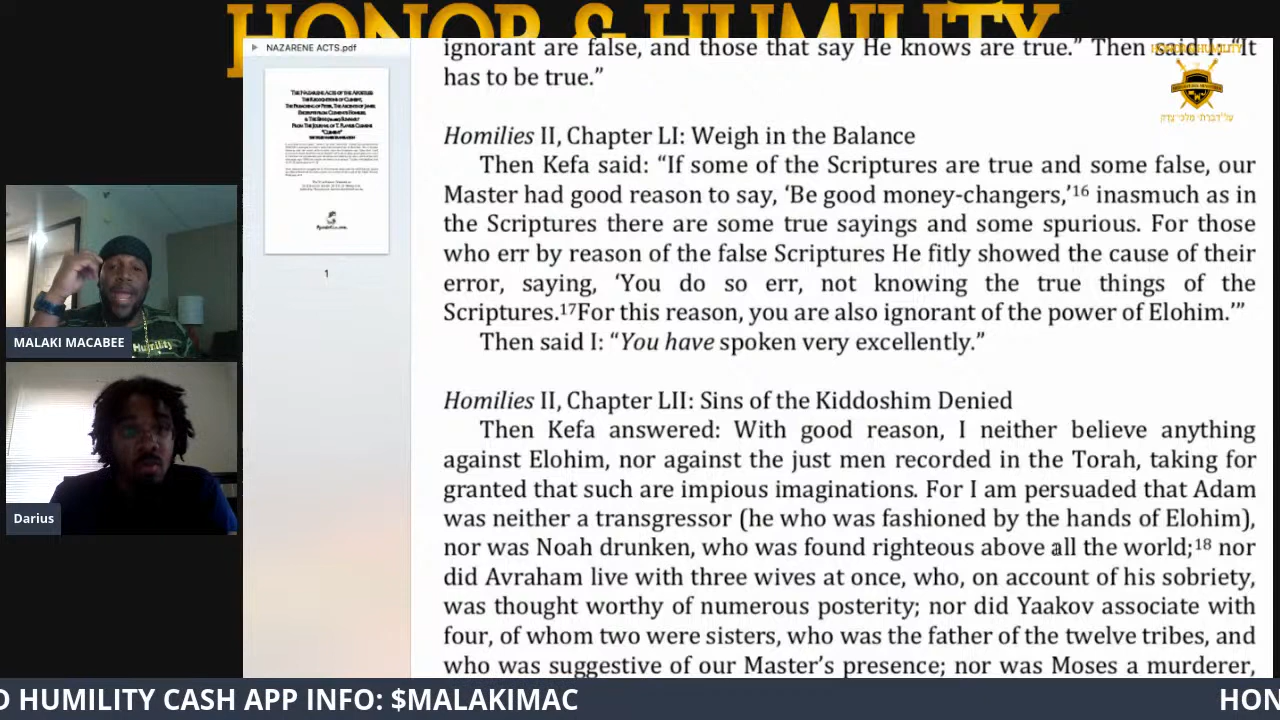 HONOR & HUMILITY
NAZARENE ACTS.pdf
1
MALAKI MACABEE
Humility
Darius
ignorant are false, and those that say He knows are true.” Then said I: “It
has to be true.”
Homilies II, Chapter LI: Weigh in the Balance
Then Kefa said: “If some of the Scriptures are true and some false, our
Master had good reason to say, ‘Be good money-changers,’16 inasmuch as in
the Scriptures there are some true sayings and some spurious. For those
who err by reason of the false Scriptures He fitly showed the cause of their
error, saying, ‘You do so err, not knowing the true things of the
Scriptures.17For this reason, you are also ignorant of the power of Elohim.’”
Then said I: “You have spoken very excellently.”
Homilies II, Chapter LII: Sins of the Kiddoshim Denied
Then Kefa answered: With good reason, I neither believe anything
against Elohim, nor against the just men recorded in the Torah, taking for
granted that such are impious imaginations. For I am persuaded that Adam
was neither a transgressor (he who was fashioned by the hands of Elohim),
nor was Noah drunken, who was found righteous above all the world;18 nor
did Avraham live with three wives at once, who, on account of his sobriety,
was thought worthy of numerous posterity; nor did Yaakov associate with
four, of whom two were sisters, who was the father of the twelve tribes, and
who was suggestive of our Master’s presence; nor was Moses a murderer,
HONOR & HUMILITY
על־דברתי מלכי־צדק
D HUMILITY CASH APP INFO: $MALAKIMAC
HON